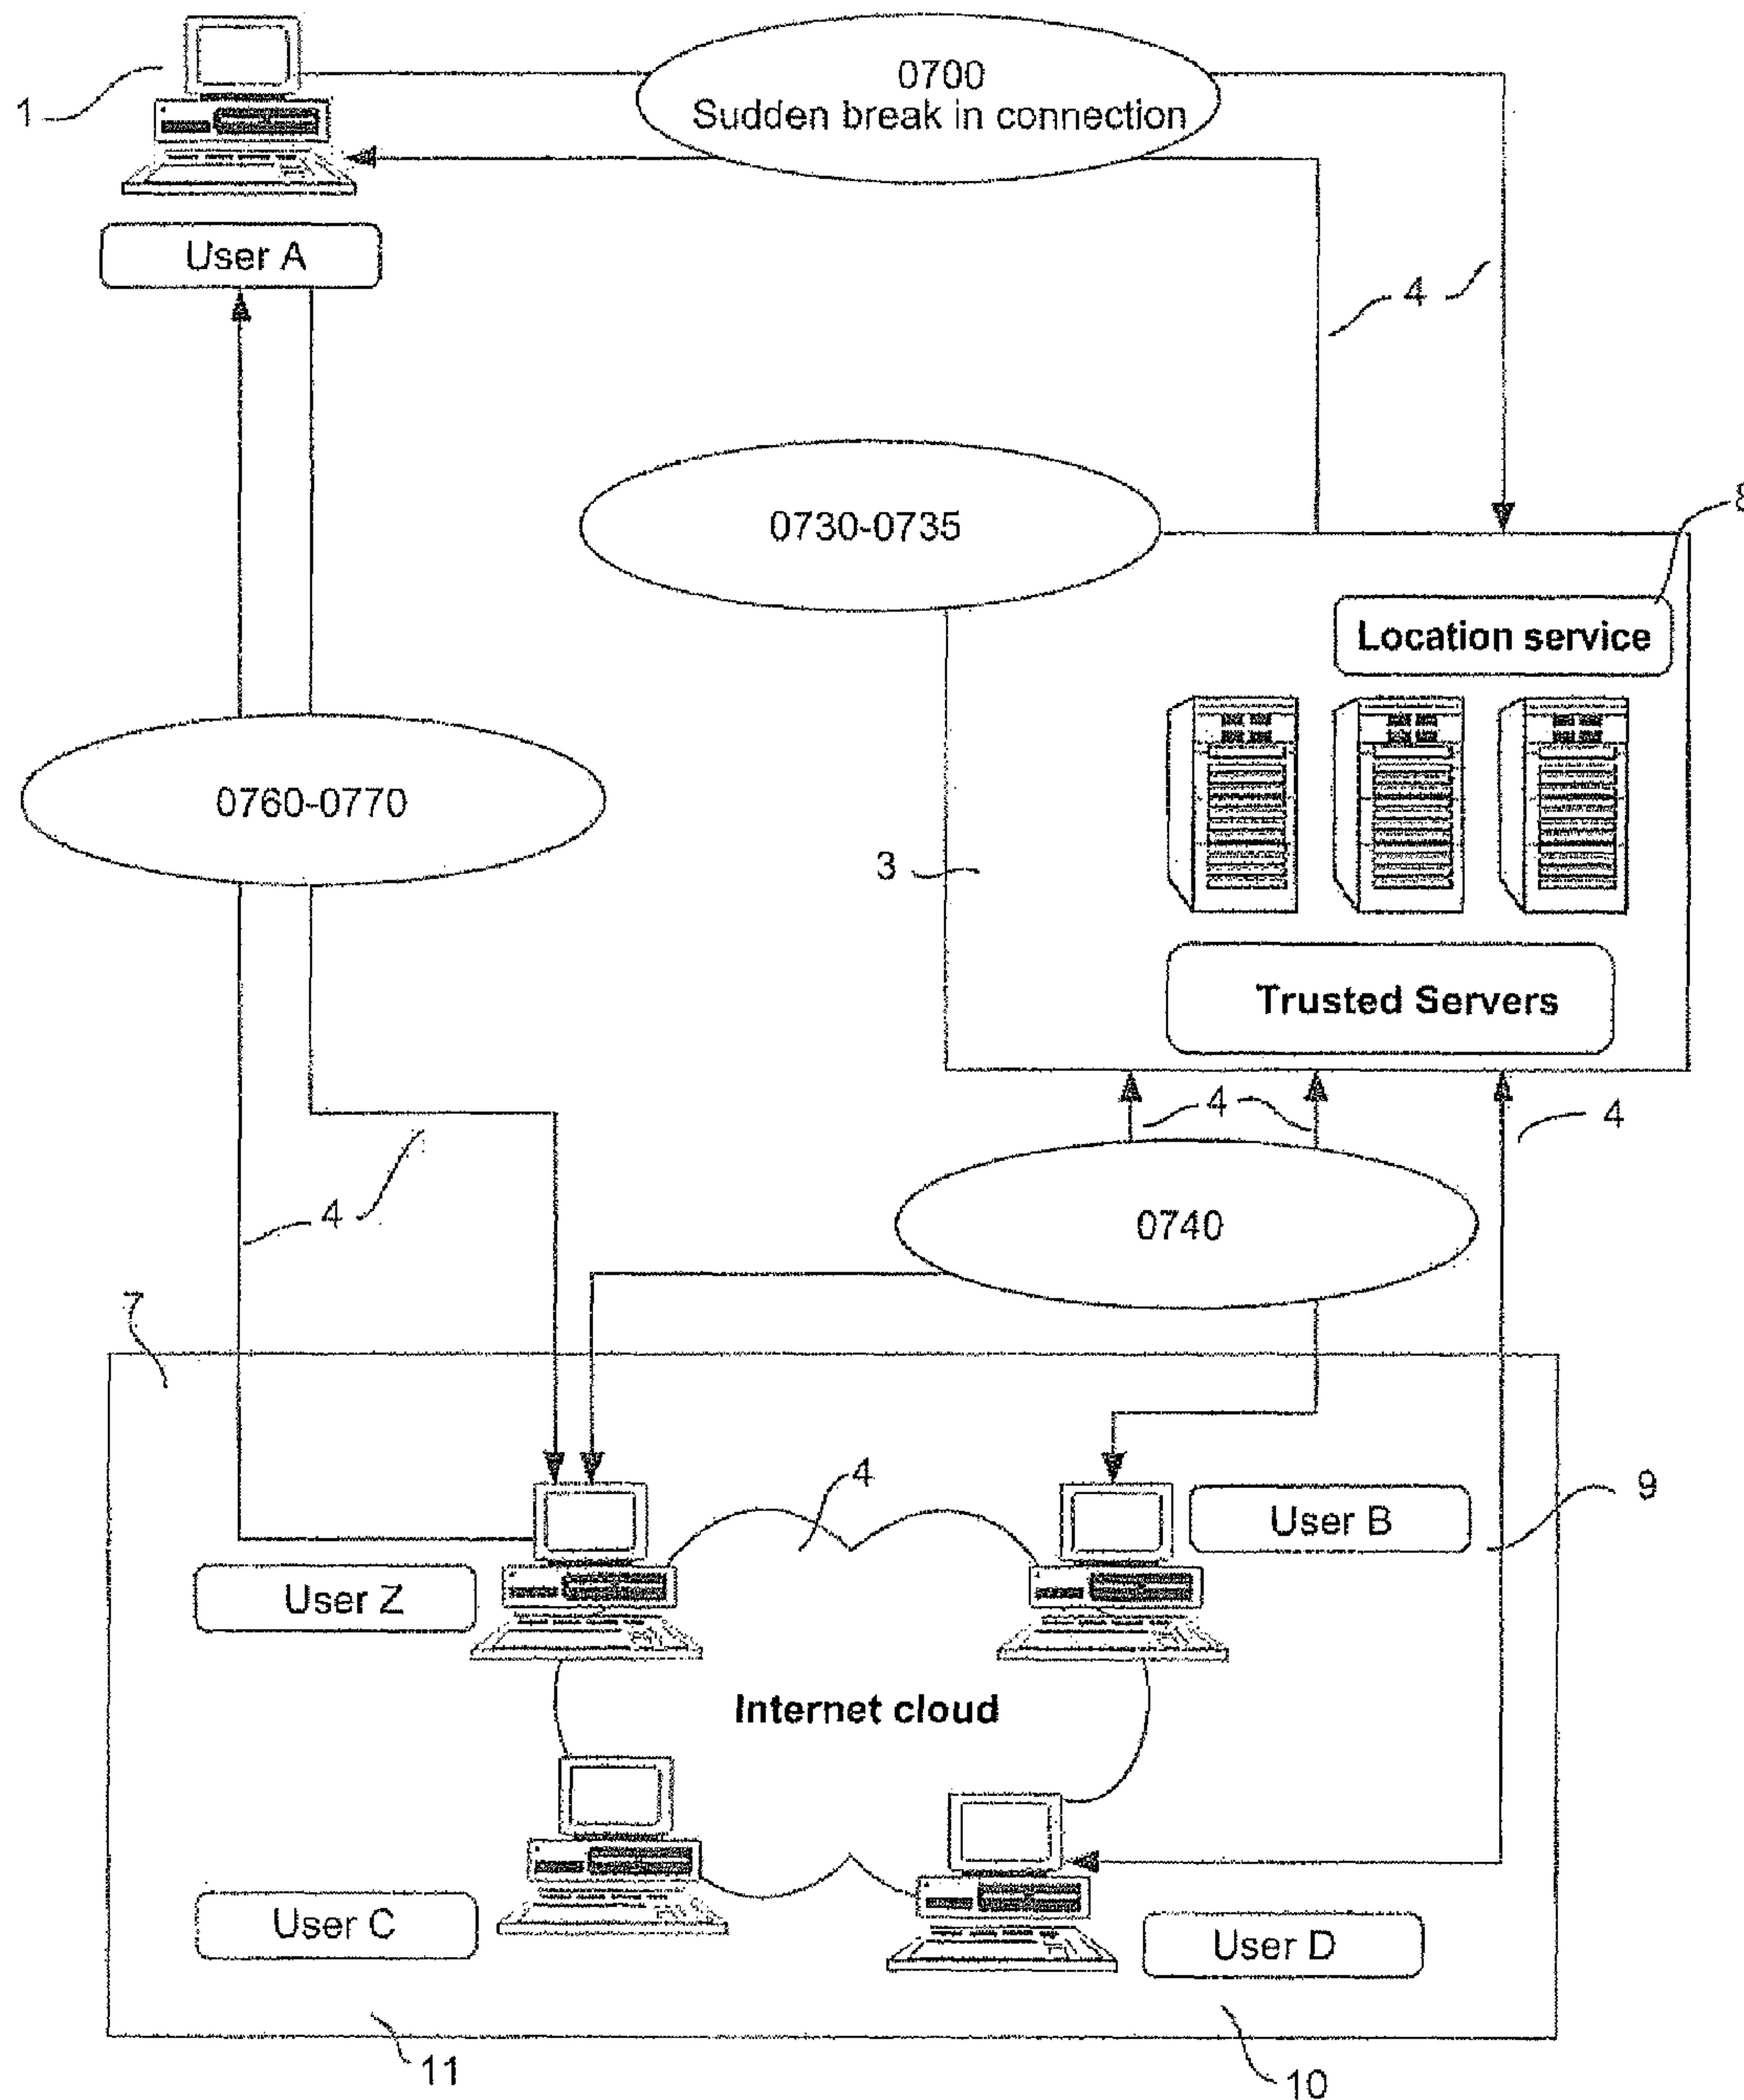 0700
Sudden break in connection
1
User A
4
0730-0735
8
Location service
0760-0770
3
Trusted Servers
4
4
4
0740
7
4
User B
9
User Z
Internet cloud
User C
User D
11
10